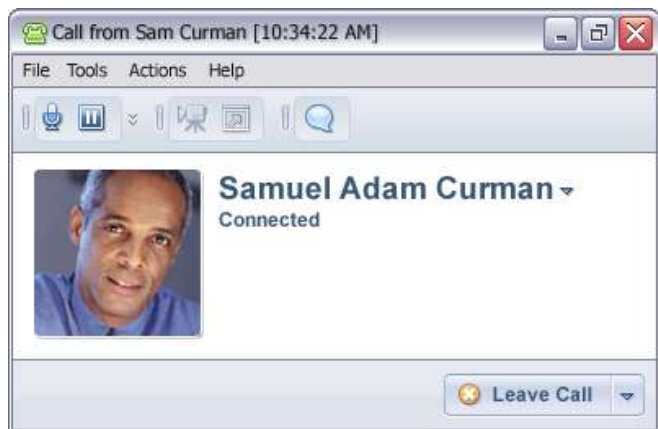 Call from Sam Curman [10:34:22 AM]
File Tools Actions Help
Samuel Adam Curman
Connected
Leave Call